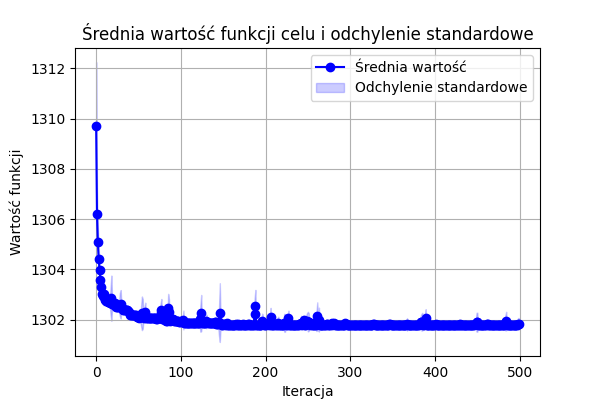 Średnia wartość funkcji celu i odchylenie standardowe
Średnia wartość
Odchylenie standardowe
Wartość funkcji
1312
1310
1308
1306
1304
1302
0 100 200 300 400 500
Iteracja